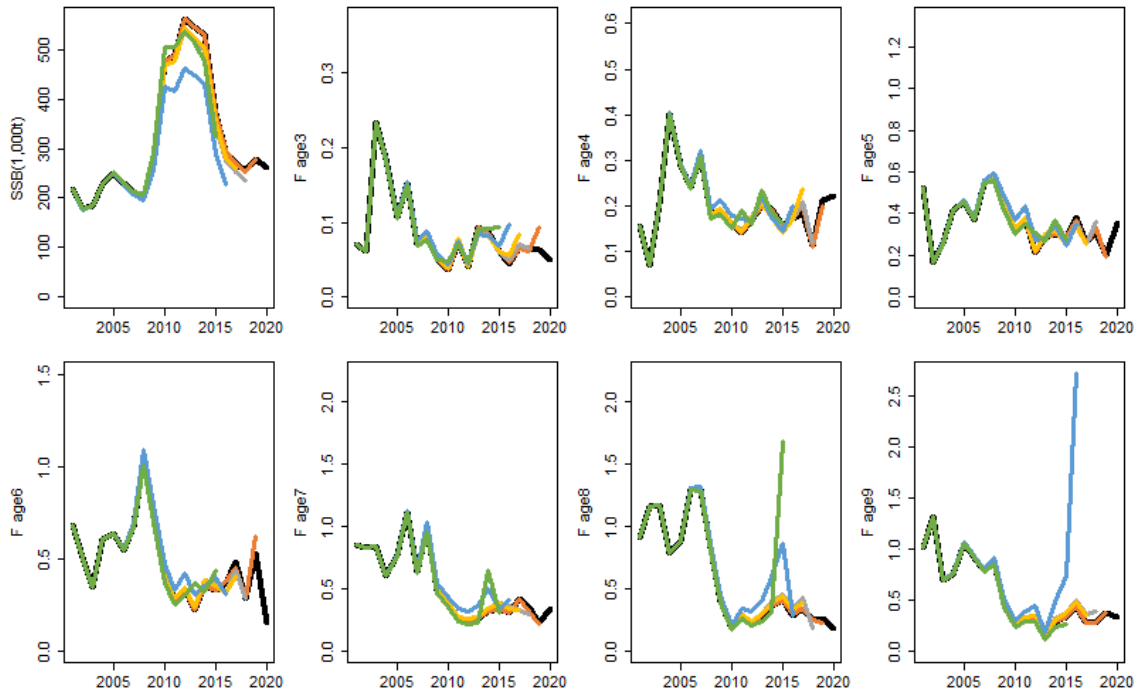 SSB(1,000t)
0 100 200 300 400 500
2005 2010 2015 2020
F age3
0.0 0.1 0.2 0.3
2005 2010 2015 2020
F age4
0.0 0.1 0.2 0.3 0.4 0.5 0.6
2005 2010 2015 2020
F age5
0.0 0.2 0.4 0.6 0.8 1.0 1.2
2005 2010 2015 2020
F age6
0.0 0.5 1.0 1.5
2005 2010 2015 2020
F age7
0.0 0.5 1.0 1.5 2.0
2005 2010 2015 2020
F age8
0.0 0.5 1.0 1.5 2.0
2005 2010 2015 2020
F age9
0.0 0.5 1.0 1.5 2.0 2.5
2005 2010 2015 2020